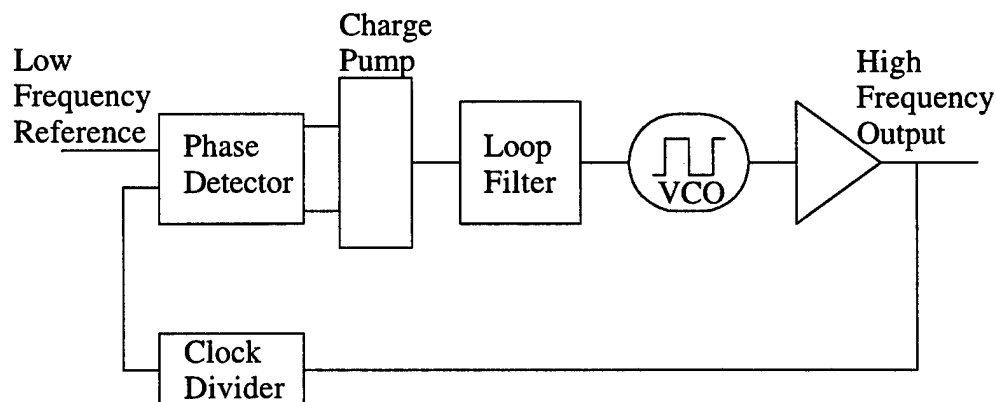 Low
Frequency
Reference
Charge
Pump
Phase
Detector
Loop
Filter
VCO
High
Frequency
Output
Clock
Divider